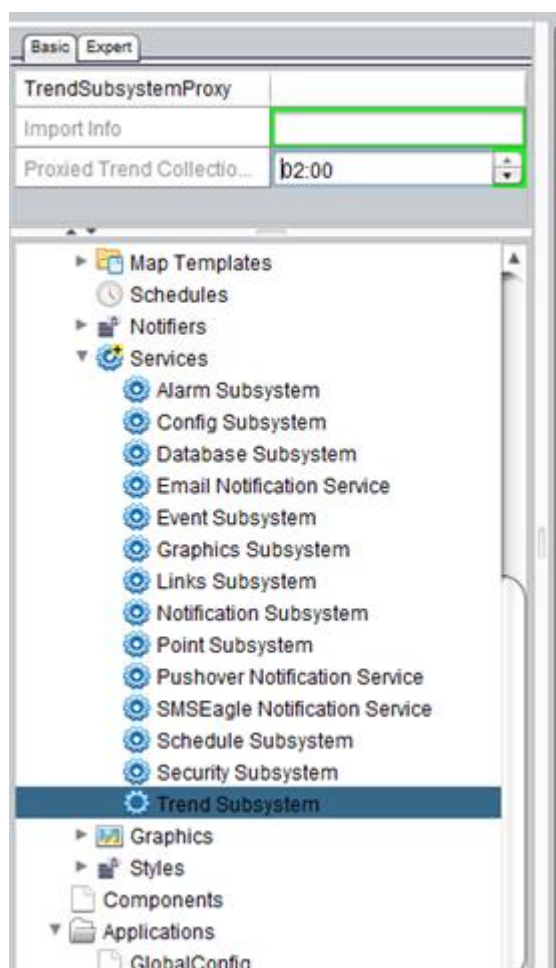 Basic Expert
TrendSubsystemProxy
Import Info
Proxied Trend Collectio... 02:00
Map Templates
Schedules
Notifiers
Services
Alarm Subsystem
Config Subsystem
Database Subsystem
Email Notification Service
Event Subsystem
Graphics Subsystem
Links Subsystem
Notification Subsystem
Point Subsystem
Pushover Notification Service
SMSEagle Notification Service
Schedule Subsystem
Security Subsystem
Trend Subsystem
Graphics
Styles
Components
Applications
GlobalConfig